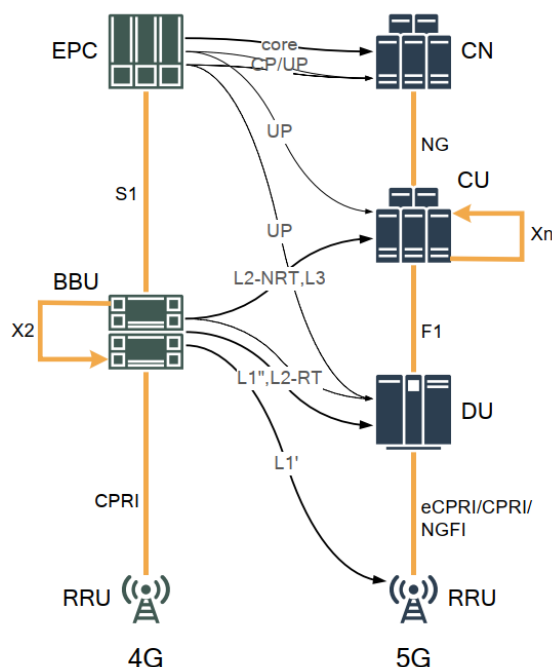 EPC
core
CP/UP
CN
UP
NG
S1
CU
Xn
UP
BBU
L2-NRT,L3
X2
F1
L1",L2-RT
DU
L1'
CPRI
eCPRI/CPRI/
NGFI
RRU
RRU
4G
5G